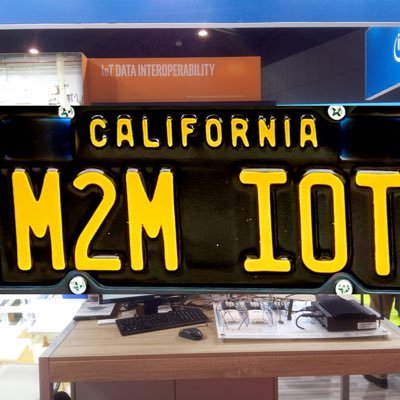 IoT DATA INTEROPERABILITY
CALIFORNIA
M2M IOT